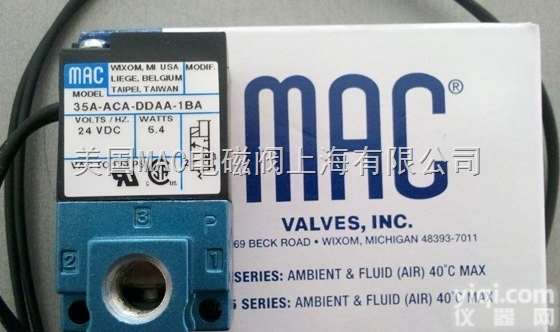 MAC
WIXOM, MI USA
LIEGE, BELGIUM
TAIPEI, TAIWAN
MODIF.
MODEL
35A-ACA-DDAA-1BA
VOLTS / HZ.
WATTS
24 VDC
5.4
美国MAC电磁阀上海有限公司
3
P
2
1
MAC
VALVES, INC.
69 BECK ROAD • WIXOM, MICHIGAN 48393-7011
SERIES: AMBIENT & FLUID (AIR) 40°C MAX
SERIES: AMBIENT & FLUID (AIR) 40°C MAX
yiqi.com
仪器网